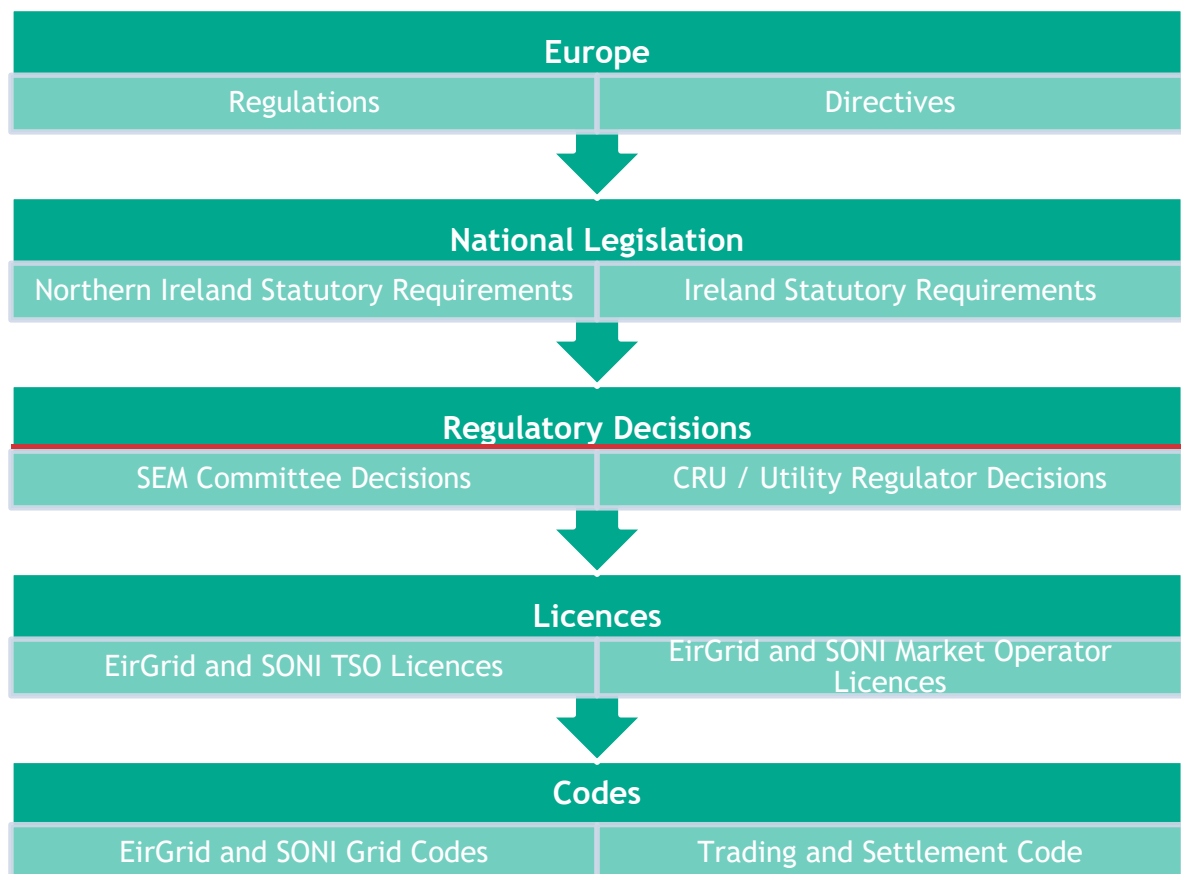 Europe
Regulations
Directives
National Legislation
Northern Ireland Statutory Requirements
Ireland Statutory Requirements
Regulatory Decisions
SEM Committee Decisions
CRU / Utility Regulator Decisions
Licences
EirGrid and SONI TSO Licences
EirGrid and SONI Market Operator
Licences
Codes
EirGrid and SONI Grid Codes
Trading and Settlement Code